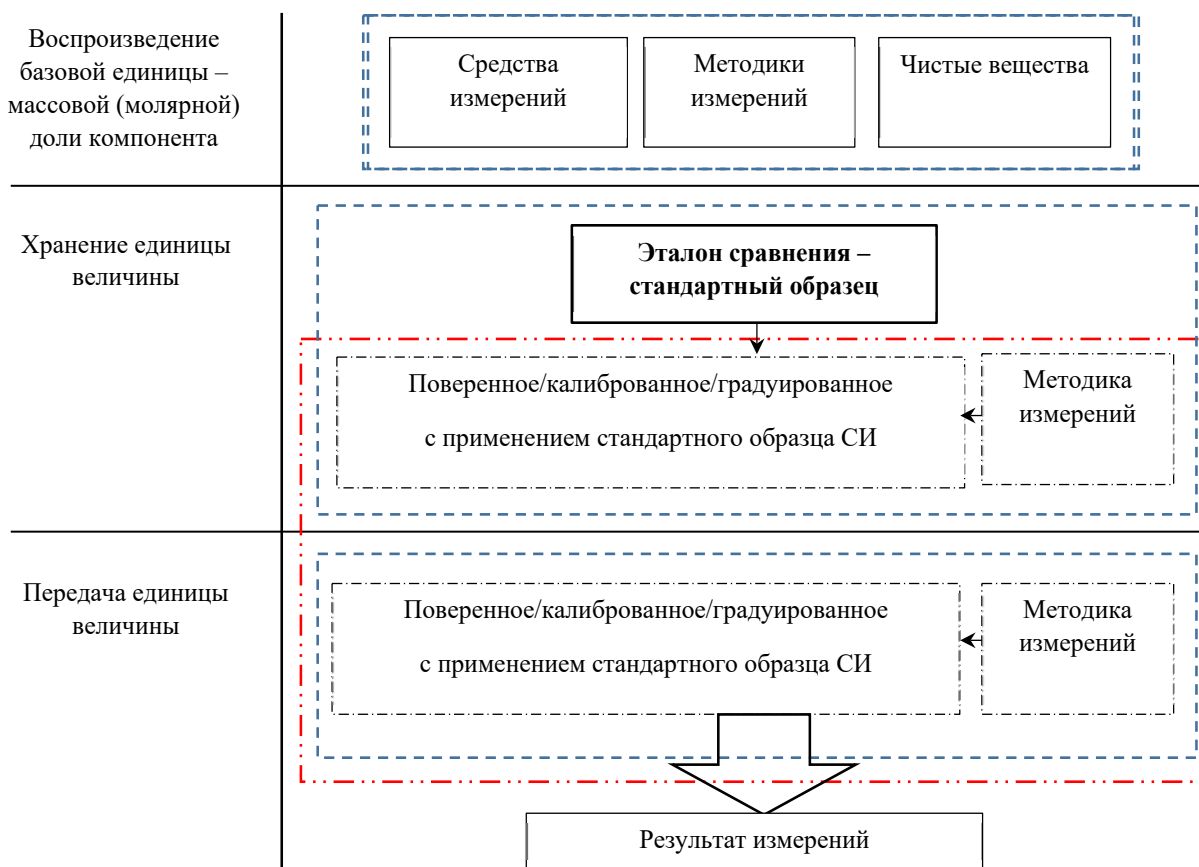 Воспроизведение
базовой единицы –
массовой (молярной)
доли компонента
Средства
измерений
Методики
измерений
Чистые вещества
Хранение единицы
величины
Эталон сравнения –
стандартный образец
Поверенное/калиброванное/градуированное
с применением стандартного образца СИ
Методика
измерений
Передача единицы
величины
Поверенное/калиброванное/градуированное
с применением стандартного образца СИ
Методика
измерений
Результат измерений